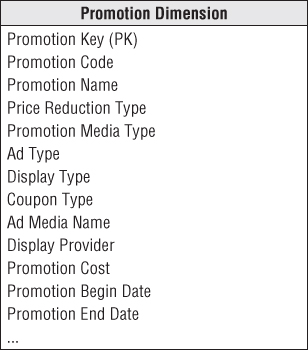 Promotion Dimension
Promotion Key (PK)
Promotion Code
Promotion Name
Price Reduction Type
Promotion Media Type
Ad Type
Display Type
Coupon Type
Ad Media Name
Display Provider
Promotion Cost
Promotion Begin Date
Promotion End Date
...